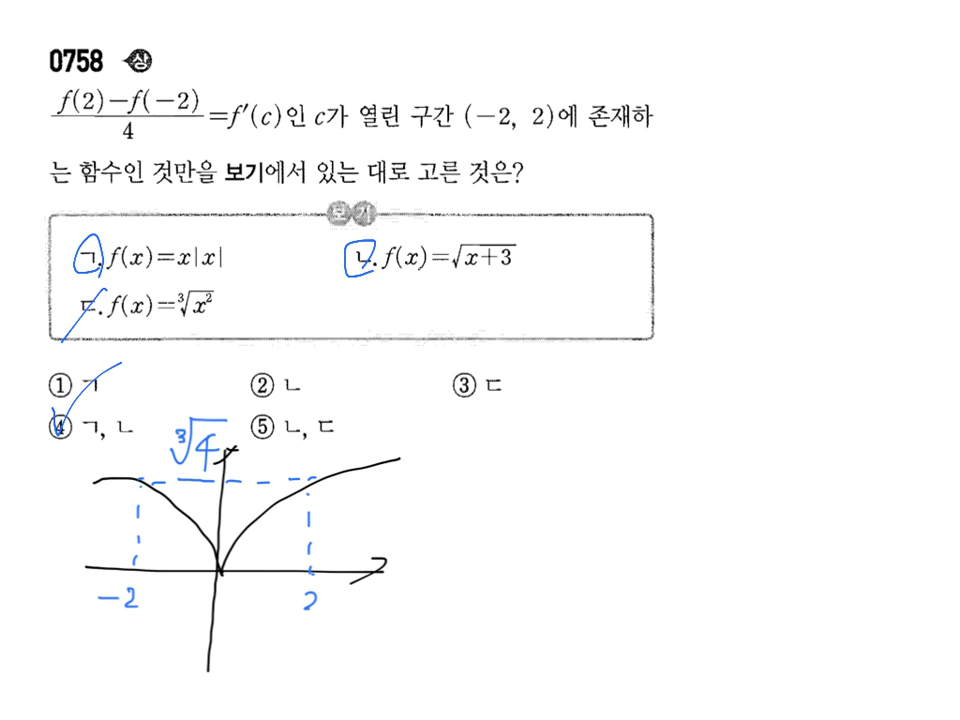 0758 상
f(2)-f(-2)/4=f'(c)인 c가 열린 구간 (-2, 2)에 존재하
는 함수인 것만을 보기에서 있는 대로 고른 것은?
보기
ㄱ. f(x)=x|x| ㄴ. f(x)=√(x+3)
ㄷ. f(x)=∛x²
① ㄱ ② ㄴ ③ ㄷ
④ ㄱ, ㄴ ⑤ ㄴ, ㄷ
∛4
-2 2